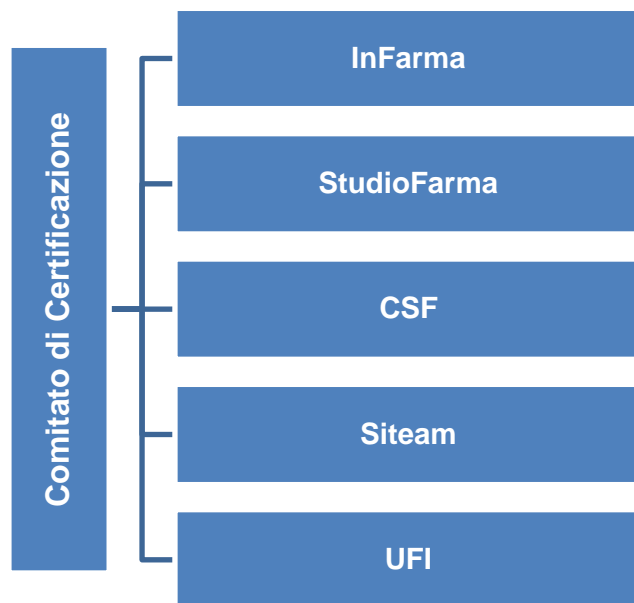 Comitato di Certificazione
InFarma
StudioFarma
CSF
Siteam
UFI